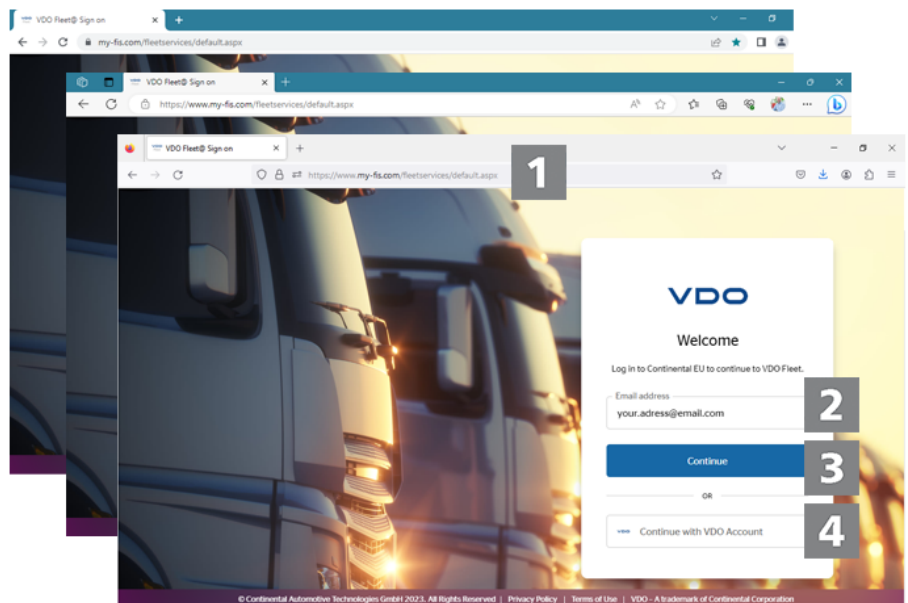 VDO Fleet@ Sign on
my-fis.com/fleetservices/default.aspx
VDO Fleet@ Sign on
https://www.my-fis.com/fleetservices/default.aspx
VDO Fleet@ Sign on
https://www.my-fis.com/fleetservices/default.aspx
1
VDO
Welcome
Log in to Continental EU to continue to VDO Fleet.
Email address
your.adress@email.com
2
Continue
3
OR
VDO Continue with VDO Account
4
© Continental Automotive Technologies GmbH 2023. All Rights Reserved | Privacy Policy | Terms of Use | VDO - A trademark of Continental Corporation